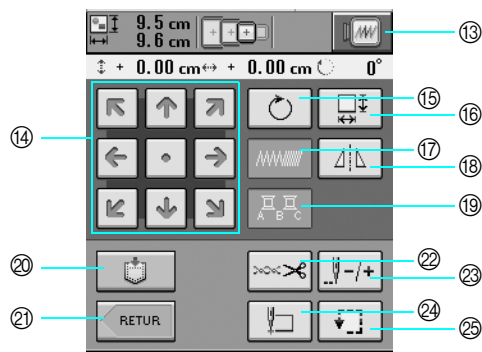 9.5 cm
9.6 cm
⑬
+ 0.00 cm + 0.00 cm 0°
⑭
⑮
⑯
⑰
⑱
A B C
⑲
⑳
㉒
-/+
㉓
RETUR
㉑
㉔
㉕